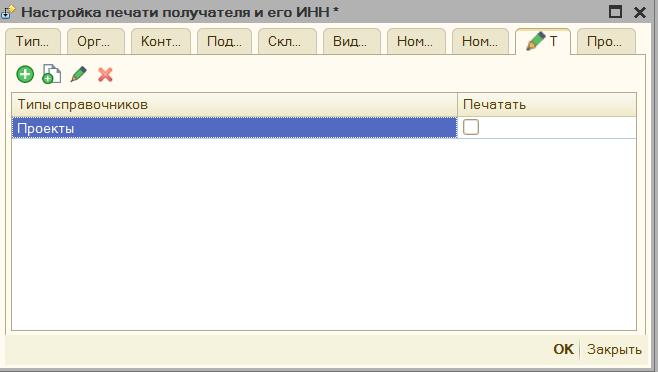 Настройка печати получателя и его ИНН *
Тип... Орг... Конт... Под... Скл... Вид... Ном... Ном... Т Про...
Типы справочников Печатать
Проекты
OK Закрыть